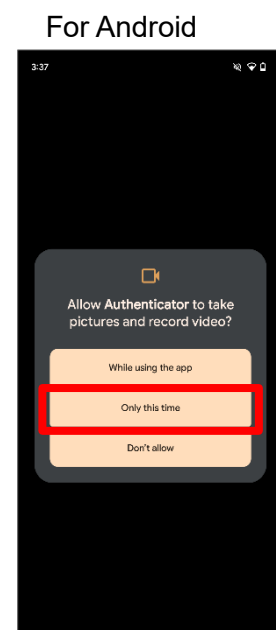 For Android
3:37
Allow Authenticator to take
pictures and record video?
While using the app
Only this time
Don't allow